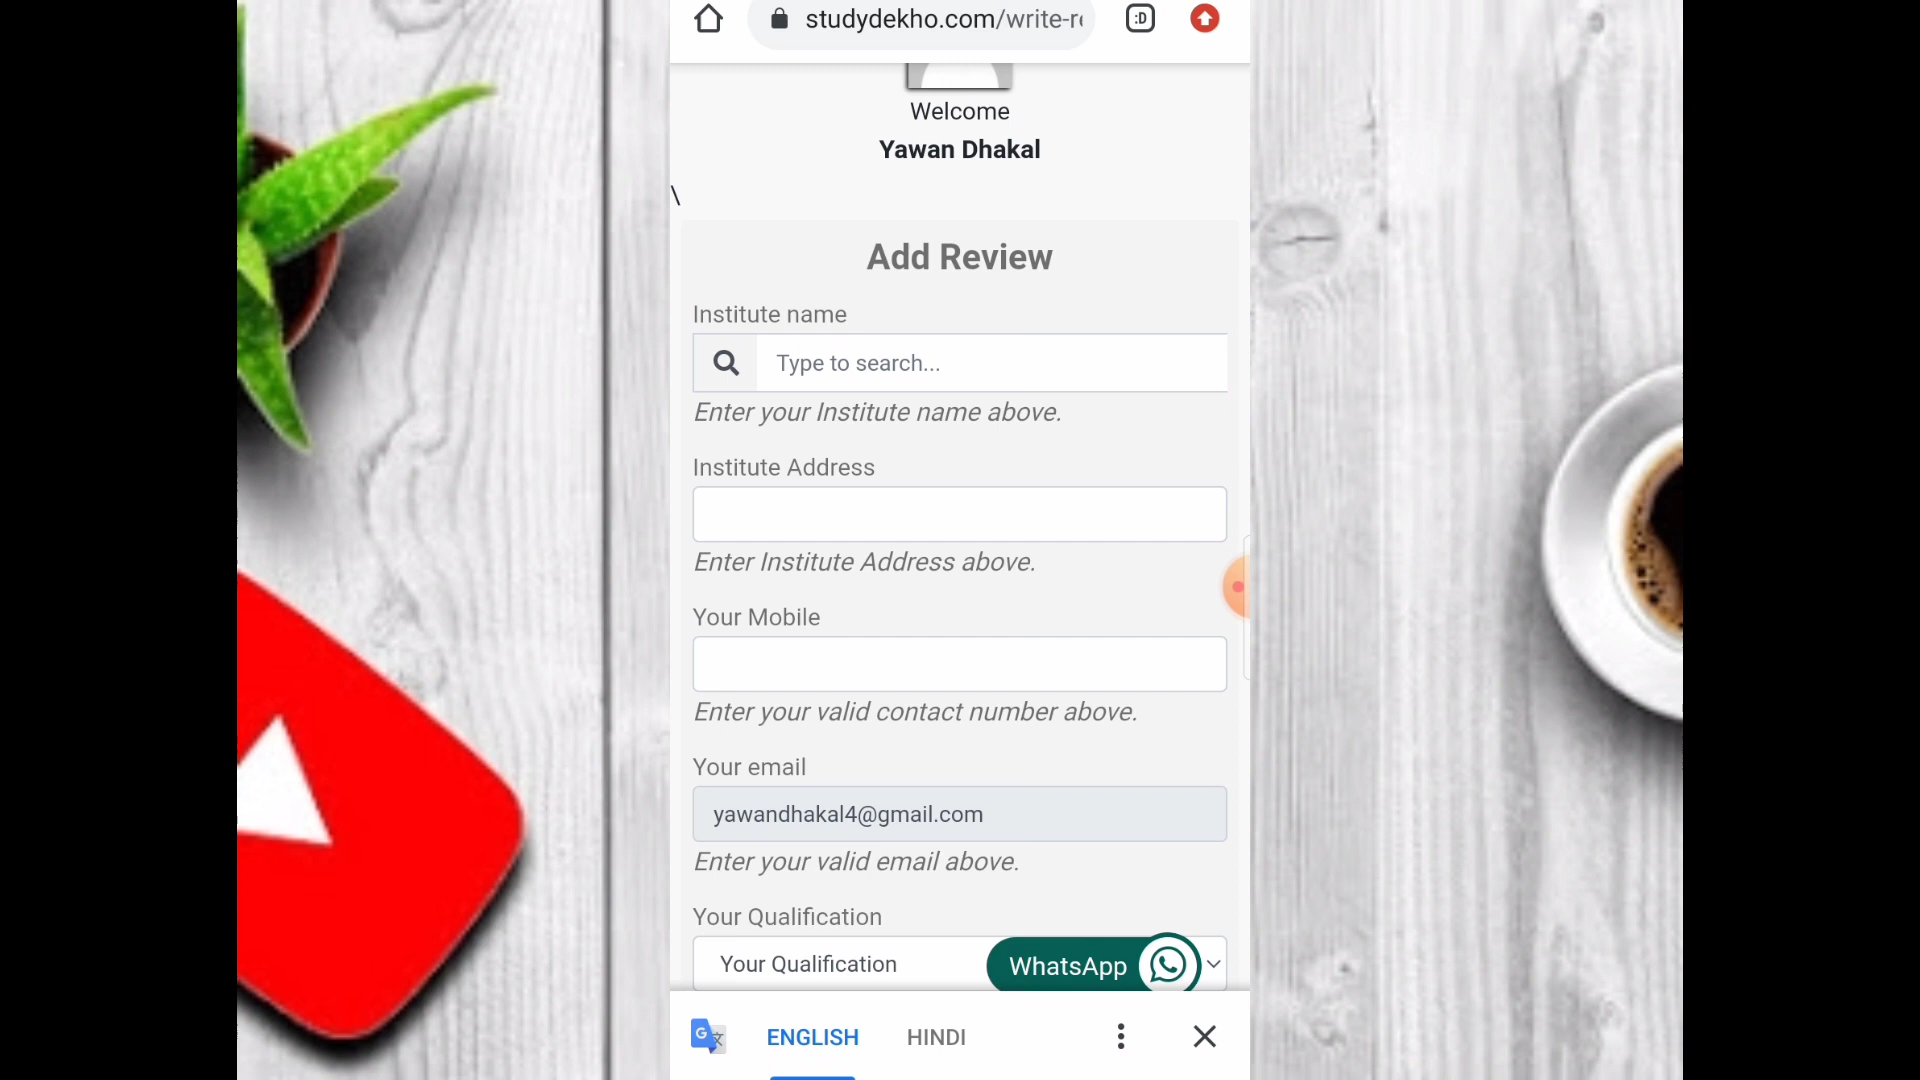 studydekho.com/write-re
:D
Welcome
Yawan Dhakal
\
Add Review
Institute name
Type to search...
Enter your Institute name above.
Institute Address
Enter Institute Address above.
Your Mobile
Enter your valid contact number above.
Your email
yawandhakal4@gmail.com
Enter your valid email above.
Your Qualification
Your Qualification
WhatsApp
ENGLISH HINDI